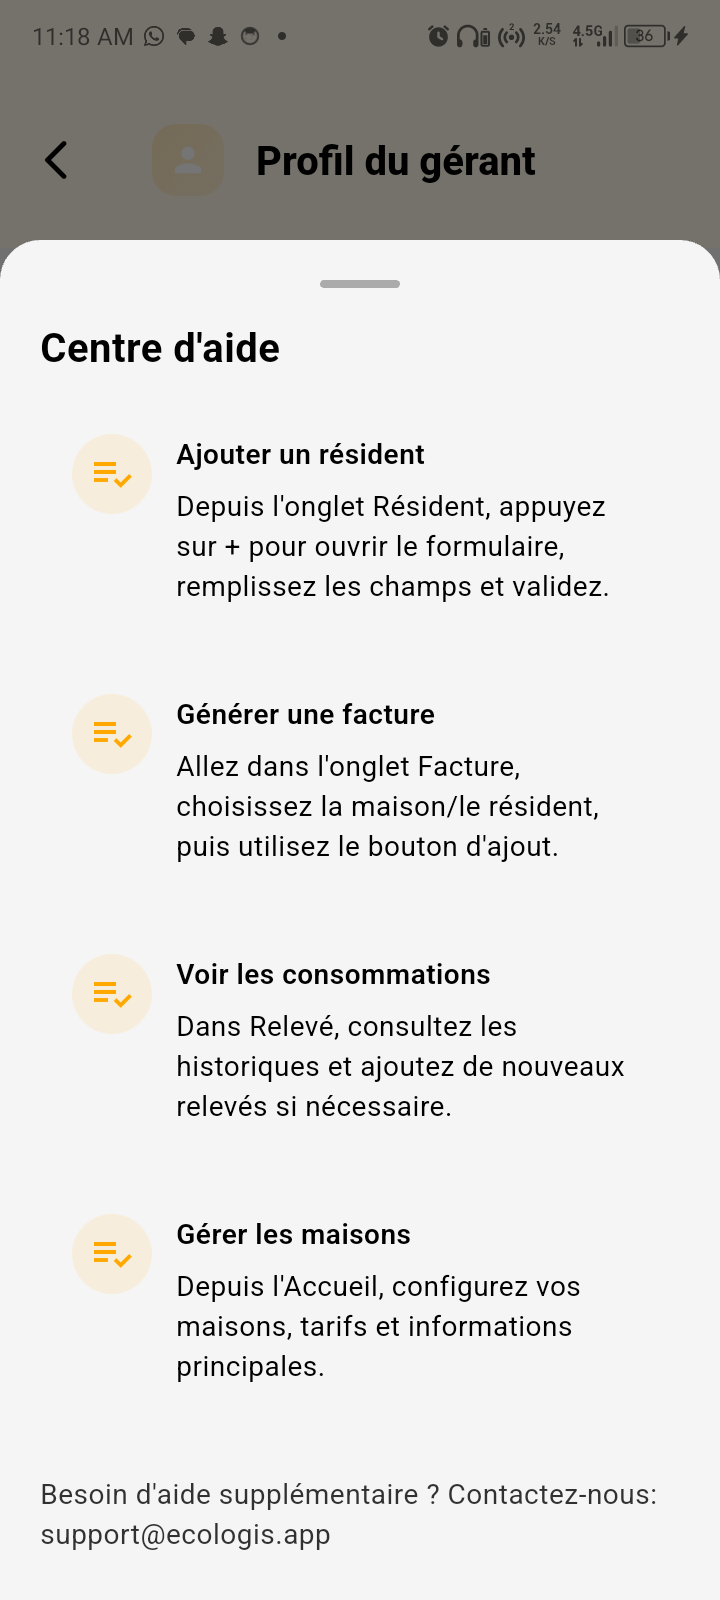 11:18 AM
2 2.54 K/S 4.5G 36
Profil du gérant
Centre d'aide
Ajouter un résident
Depuis l'onglet Résident, appuyez
sur + pour ouvrir le formulaire,
remplissez les champs et validez.
Générer une facture
Allez dans l'onglet Facture,
choisissez la maison/le résident,
puis utilisez le bouton d'ajout.
Voir les consommations
Dans Relevé, consultez les
historiques et ajoutez de nouveaux
relevés si nécessaire.
Gérer les maisons
Depuis l'Accueil, configurez vos
maisons, tarifs et informations
principales.
Besoin d'aide supplémentaire ? Contactez-nous:
support@ecologis.app